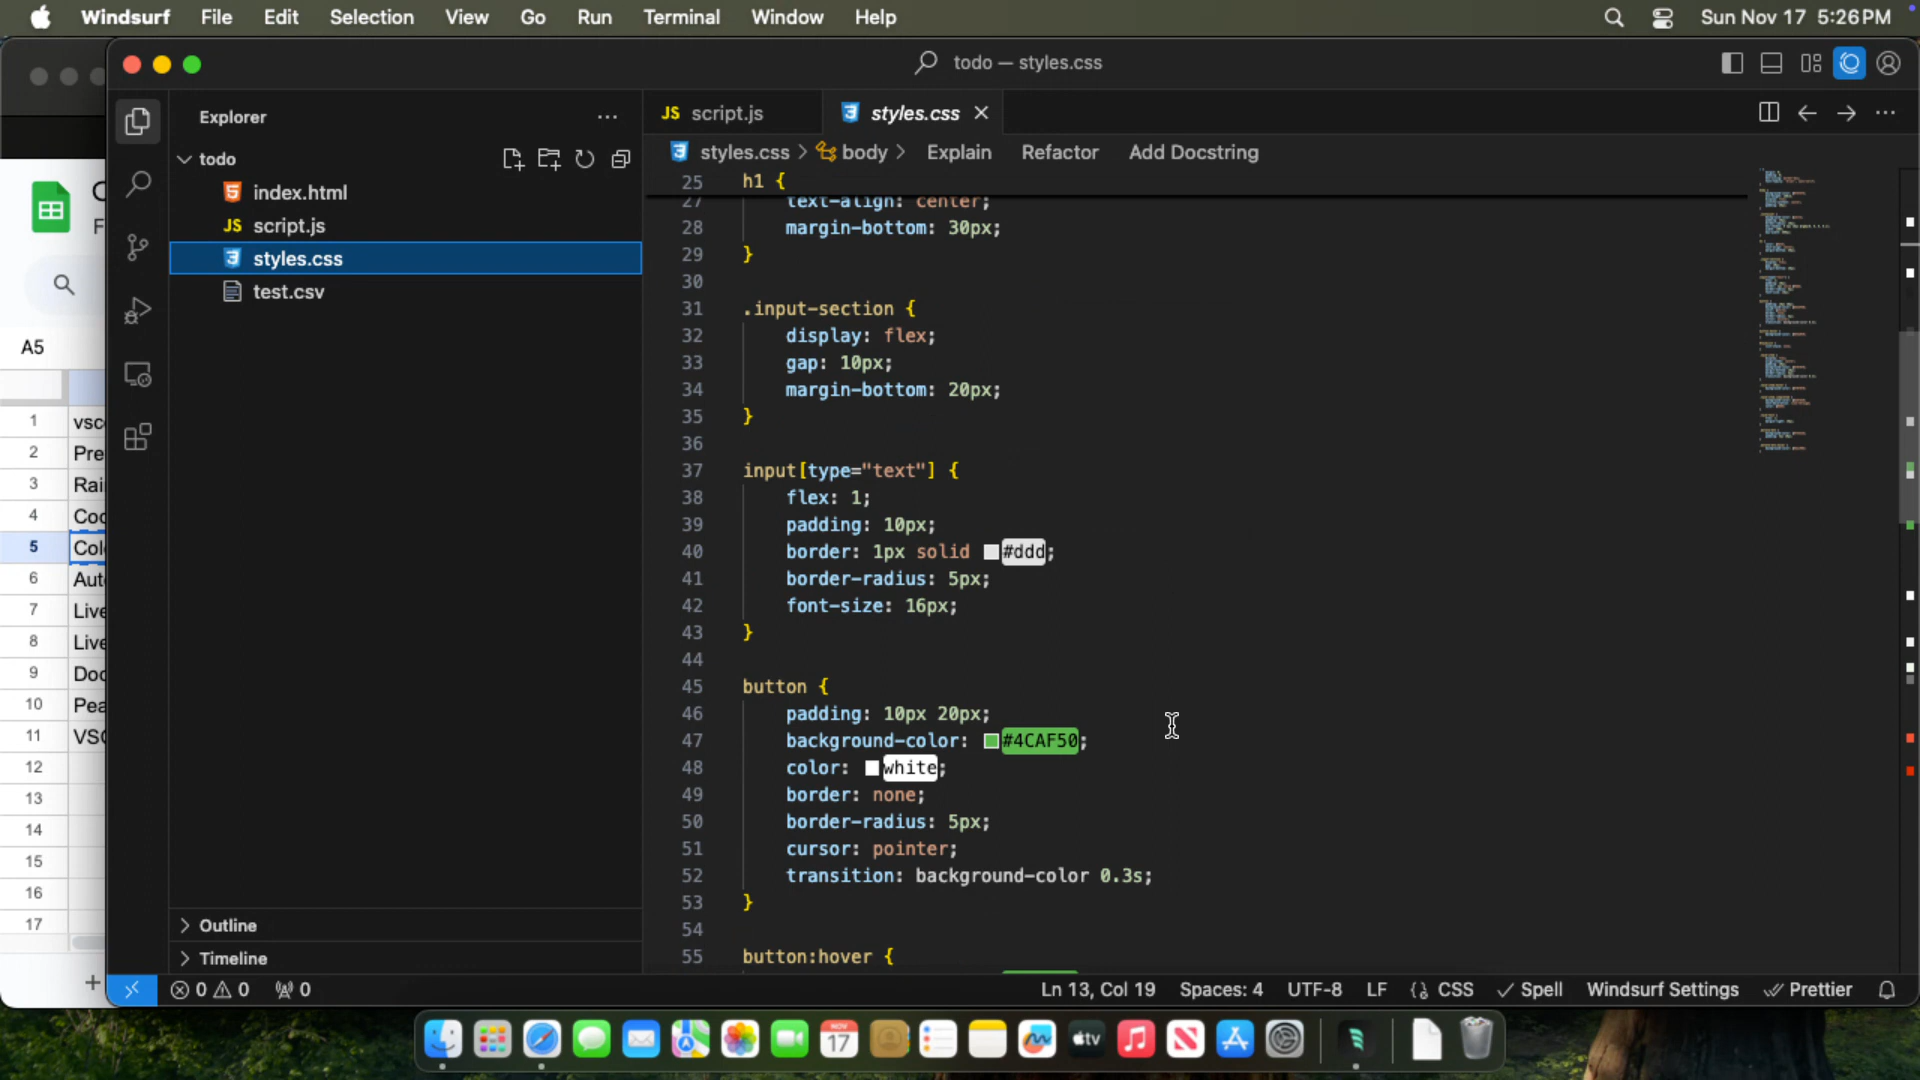 Windsurf File Edit Selection View Go Run Terminal Window Help Sun Nov 17 5:26 PM
todo — styles.css
Explorer
todo
index.html
script.js
styles.css
test.csv
Outline
Timeline
JS script.js
styles.css
styles.css > body > Explain Refactor Add Docstring
25 h1 {
27 text-align: center;
28 margin-bottom: 30px;
29 }
30
31 .input-section {
32 display: flex;
33 gap: 10px;
34 margin-bottom: 20px;
35 }
36
37 input[type="text"] {
38 flex: 1;
39 padding: 10px;
40 border: 1px solid #ddd;
41 border-radius: 5px;
42 font-size: 16px;
43 }
44
45 button {
46 padding: 10px 20px;
47 background-color: #4CAF50;
48 color: white;
49 border: none;
50 border-radius: 5px;
51 cursor: pointer;
52 transition: background-color 0.3s;
53 }
54
55 button:hover {
0 0 0 Ln 13, Col 19 Spaces: 4 UTF-8 LF CSS Spell Windsurf Settings Prettier
A5
1 vsc
2 Pre
3 Rai
4 Coc
5 Col
6 Aut
7 Live
8 Live
9 Doc
10 Pea
11 VSC
12
13
14
15
16
17
NOV
17
tv